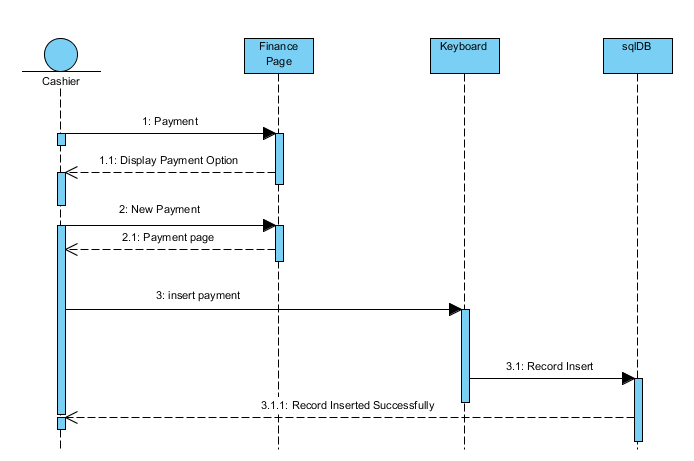 Cashier
Finance
Page
Keyboard
sqlDB
1: Payment
1.1: Display Payment Option
2: New Payment
2.1: Payment page
3: insert payment
3.1: Record Insert
3.1.1: Record Inserted Successfully